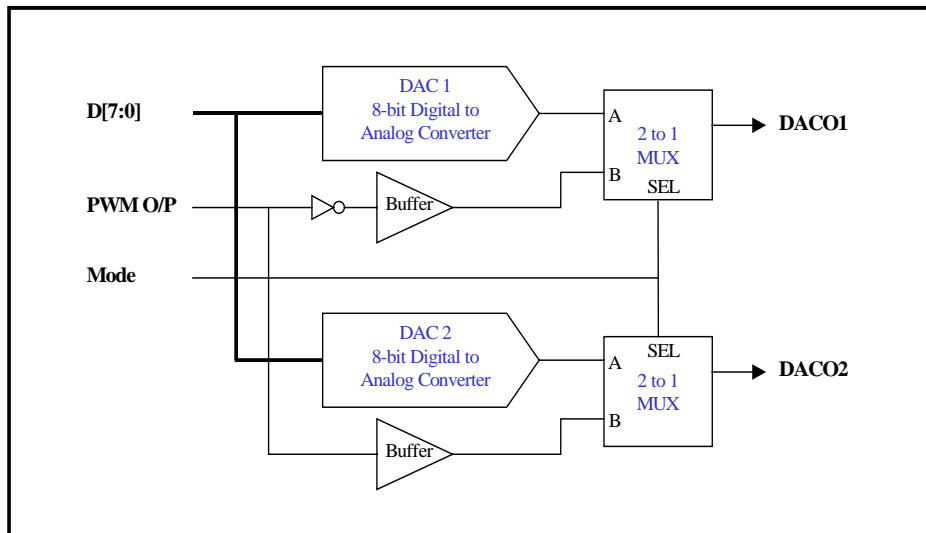 DAC 1
8-bit Digital to
Analog Converter
D[7:0]
A
2 to 1
MUX
B
SEL
DACO1
PWM O/P
Buffer
Mode
DAC 2
8-bit Digital to
Analog Converter
SEL
A
2 to 1
MUX
B
DACO2
Buffer